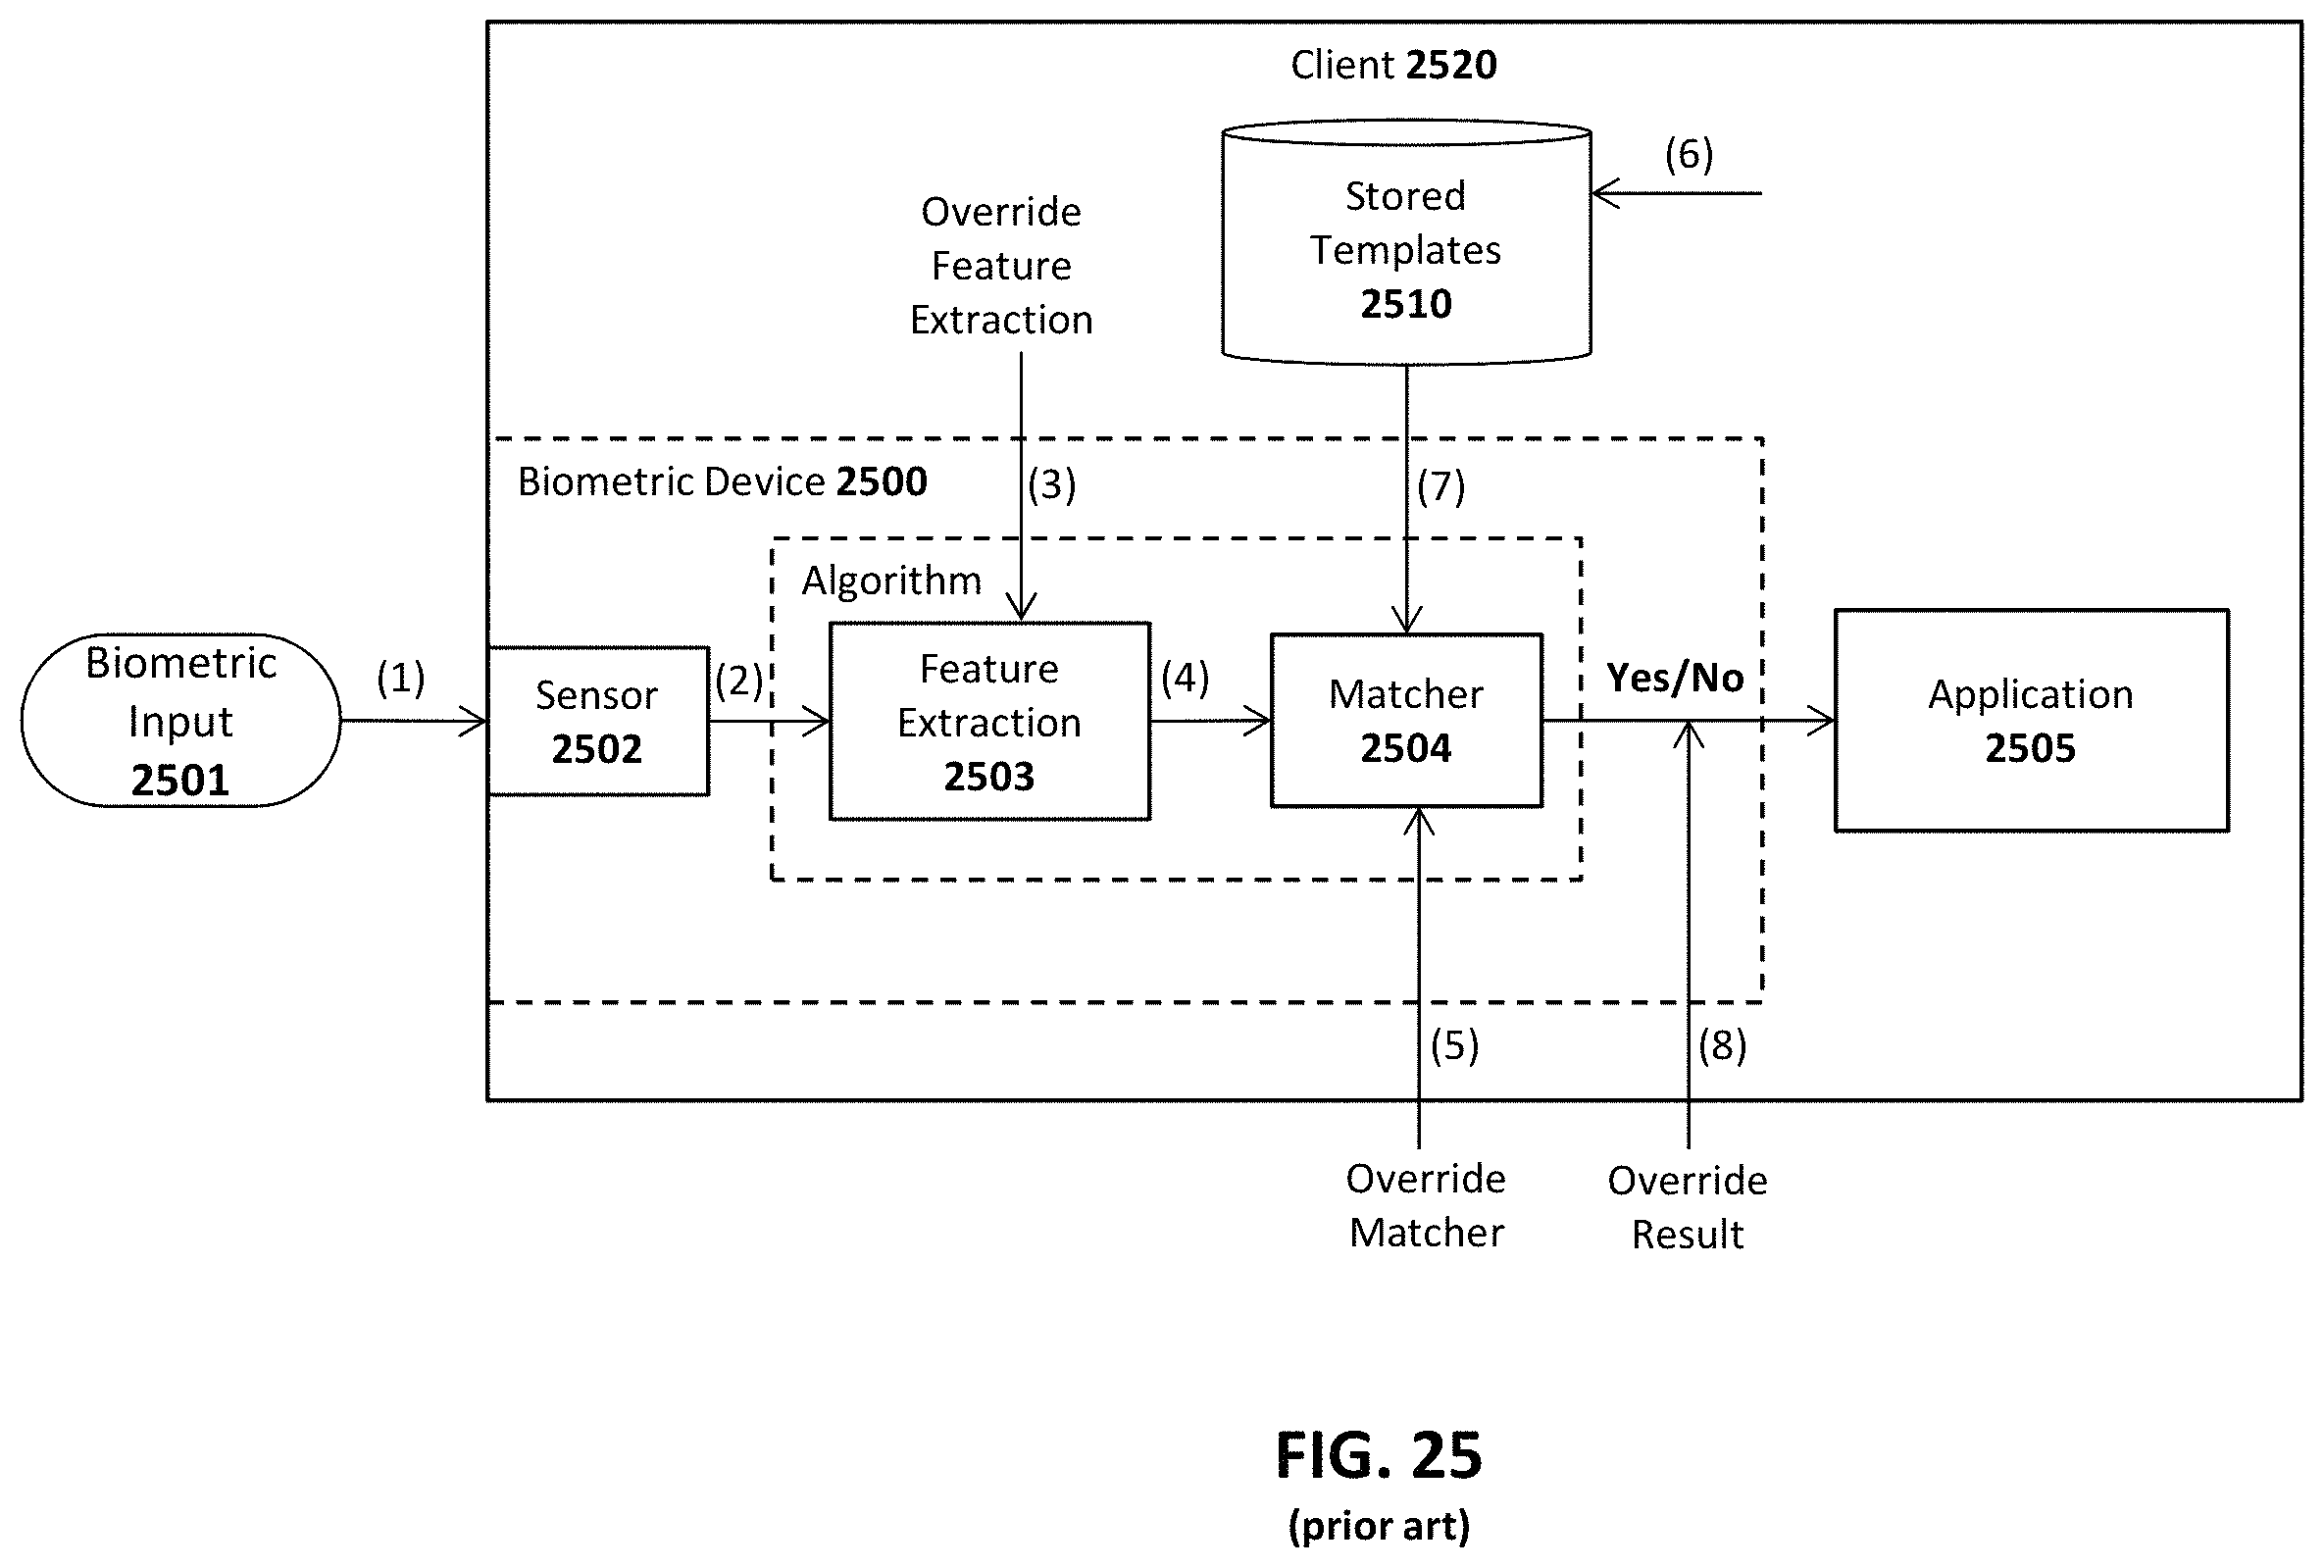 Client 2520
(6)
Stored
Templates
2510
Override
Feature
Extraction
Biometric Device 2500
(3)
(7)
Algorithm
Biometric
Input
2501
(1)
Sensor
2502
(2)
Feature
Extraction
2503
(4)
Matcher
2504
Yes/No
Application
2505
(5)
(8)
Override
Matcher
Override
Result
FIG. 25
(prior art)